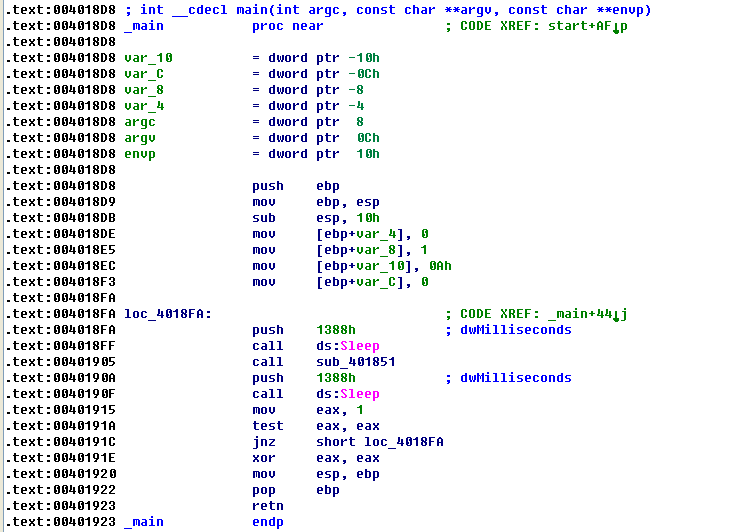 .text:004018D8 ; int __cdecl main(int argc, const char **argv, const char **envp)
.text:004018D8 _main           proc near               ; CODE XREF: start+AF↓p
.text:004018D8
.text:004018D8 var_10          = dword ptr -10h
.text:004018D8 var_C           = dword ptr -0Ch
.text:004018D8 var_8           = dword ptr -8
.text:004018D8 var_4           = dword ptr -4
.text:004018D8 argc            = dword ptr  8
.text:004018D8 argv            = dword ptr  0Ch
.text:004018D8 envp            = dword ptr  10h
.text:004018D8
.text:004018D8                 push    ebp
.text:004018D9                 mov     ebp, esp
.text:004018DB                 sub     esp, 10h
.text:004018DE                 mov     [ebp+var_4], 0
.text:004018E5                 mov     [ebp+var_8], 1
.text:004018EC                 mov     [ebp+var_10], 0Ah
.text:004018F3                 mov     [ebp+var_C], 0
.text:004018FA
.text:004018FA loc_4018FA:                             ; CODE XREF: _main+44↓j
.text:004018FA                 push    1388h           ; dwMilliseconds
.text:004018FF                 call    ds:Sleep
.text:00401905                 call    sub_401851
.text:0040190A                 push    1388h           ; dwMilliseconds
.text:0040190F                 call    ds:Sleep
.text:00401915                 mov     eax, 1
.text:0040191A                 test    eax, eax
.text:0040191C                 jnz     short loc_4018FA
.text:0040191E                 xor     eax, eax
.text:00401920                 mov     esp, ebp
.text:00401922                 pop     ebp
.text:00401923                 retn
.text:00401923 _main           endp